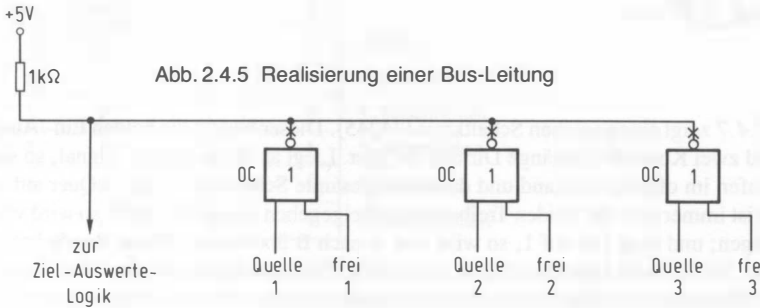 +5V
1kΩ
Abb. 2.4.5 Realisierung einer Bus-Leitung
OC 1
OC 1
OC 1
zur
Ziel-Auswerte-
Logik
Quelle frei Quelle frei Quelle frei
1 1 2 2 3 3